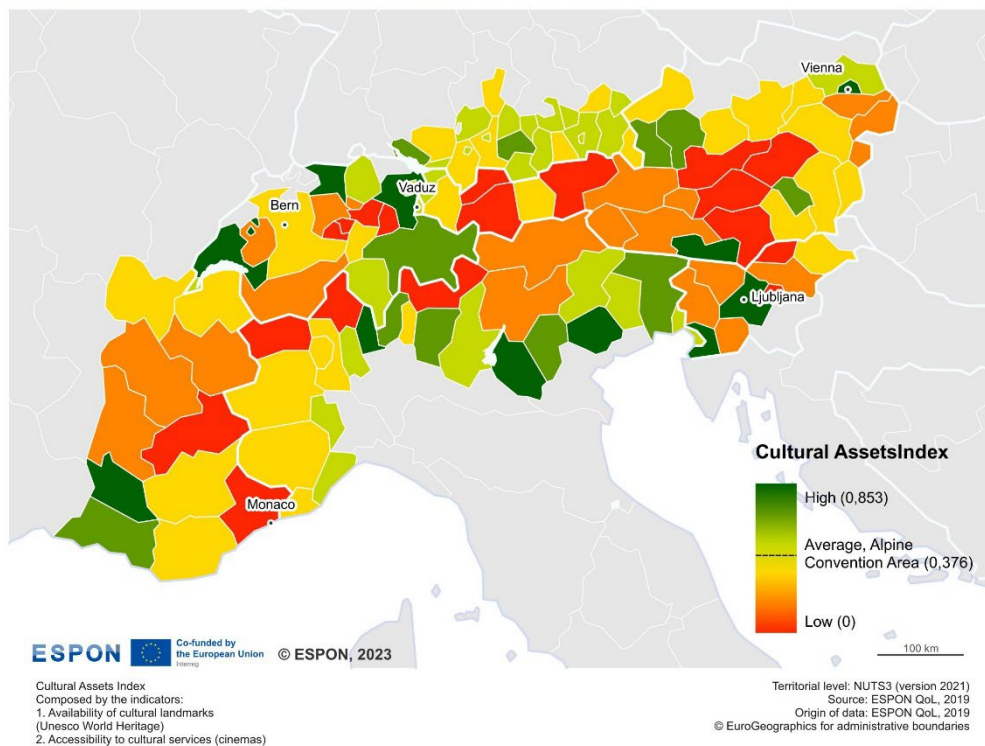 Vienna
Vaduz
Bern
Ljubljana
Monaco
Cultural AssetsIndex
High (0,853)
Average, Alpine
Convention Area (0,376)
Low (0)
100 km
ESPON
Co-funded by
the European Union
Interreg
© ESPON, 2023
Cultural Assets Index
Composed by the indicators:
1. Availability of cultural landmarks
(Unesco World Heritage)
2. Accessibility to cultural services (cinemas)
Territorial level: NUTS3 (version 2021)
Source: ESPON QoL, 2019
Origin of data: ESPON QoL, 2019
© EuroGeographics for administrative boundaries